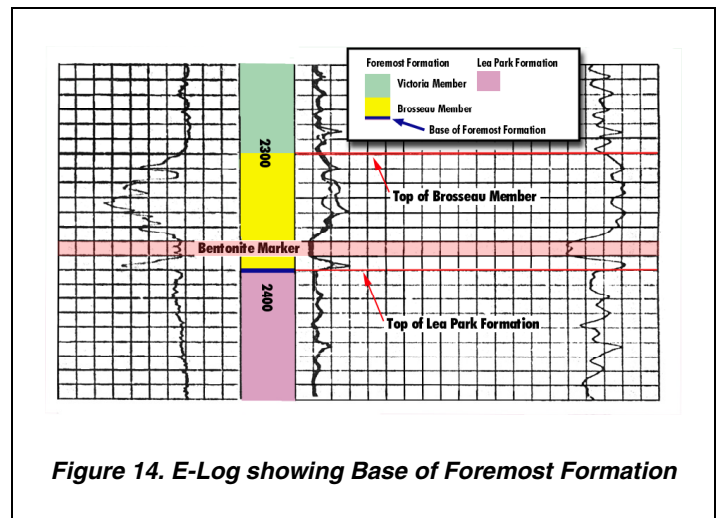 Foremost Formation
Lea Park Formation
Victoria Member
Brosseau Member
Base of Foremost Formation
2300
Top of Brosseau Member
Bentonite Marker
2400
Top of Lea Park Formation
Figure 14. E-Log showing Base of Foremost Formation